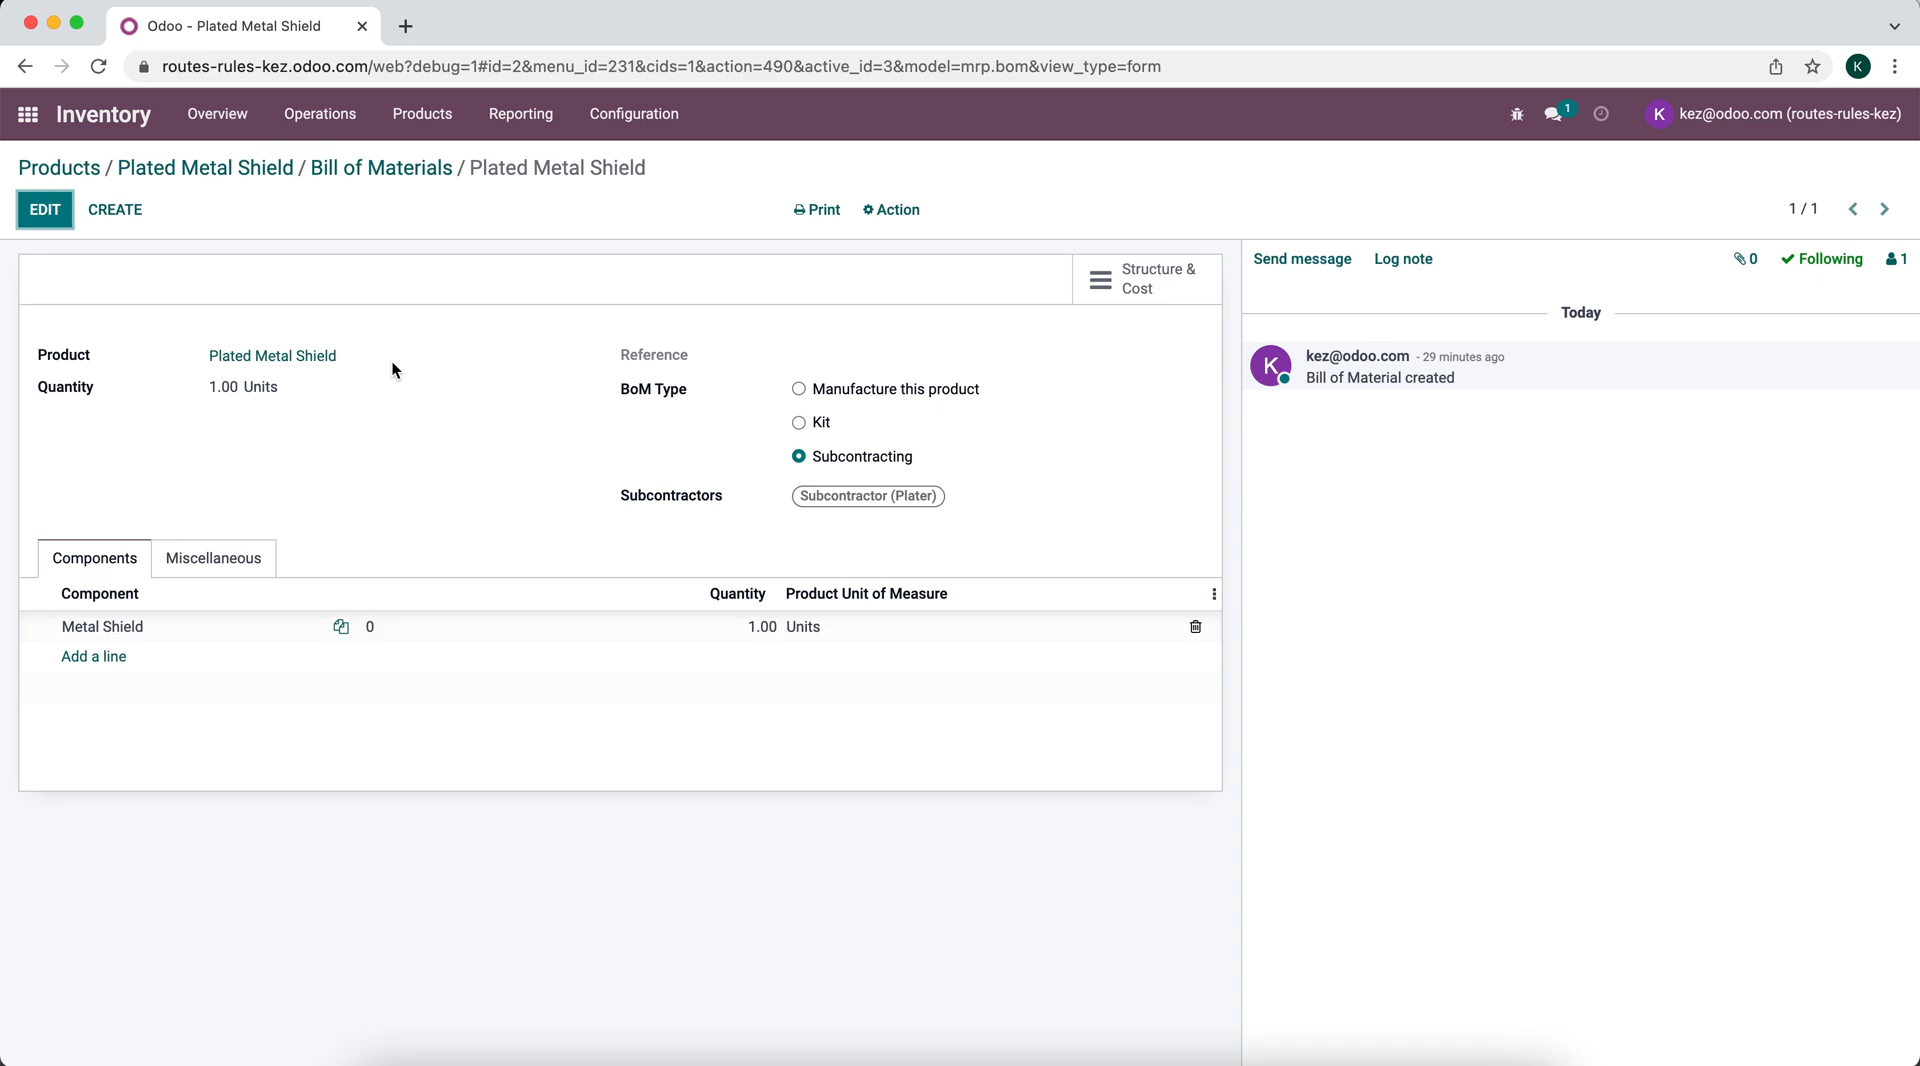 Odoo - Plated Metal Shield
routes-rules-kez.odoo.com/web?debug=1#id=2&menu_id=231&cids=1&action=490&active_id=3&model=mrp.bom&view_type=form
K
Inventory Overview Operations Products Reporting Configuration
1
K kez@odoo.com (routes-rules-kez)
Products / Plated Metal Shield / Bill of Materials / Plated Metal Shield
EDIT CREATE Print Action 1 / 1
Structure &
Cost
Product Plated Metal Shield
Quantity 1.00 Units
Reference
BoM Type Manufacture this product
Kit
Subcontracting
Subcontractors Subcontractor (Plater)
Components Miscellaneous
Component Quantity Product Unit of Measure
Metal Shield 0 1.00 Units
Add a line
Send message Log note 0 Following 1
Today
K
kez@odoo.com - 29 minutes ago
Bill of Material created